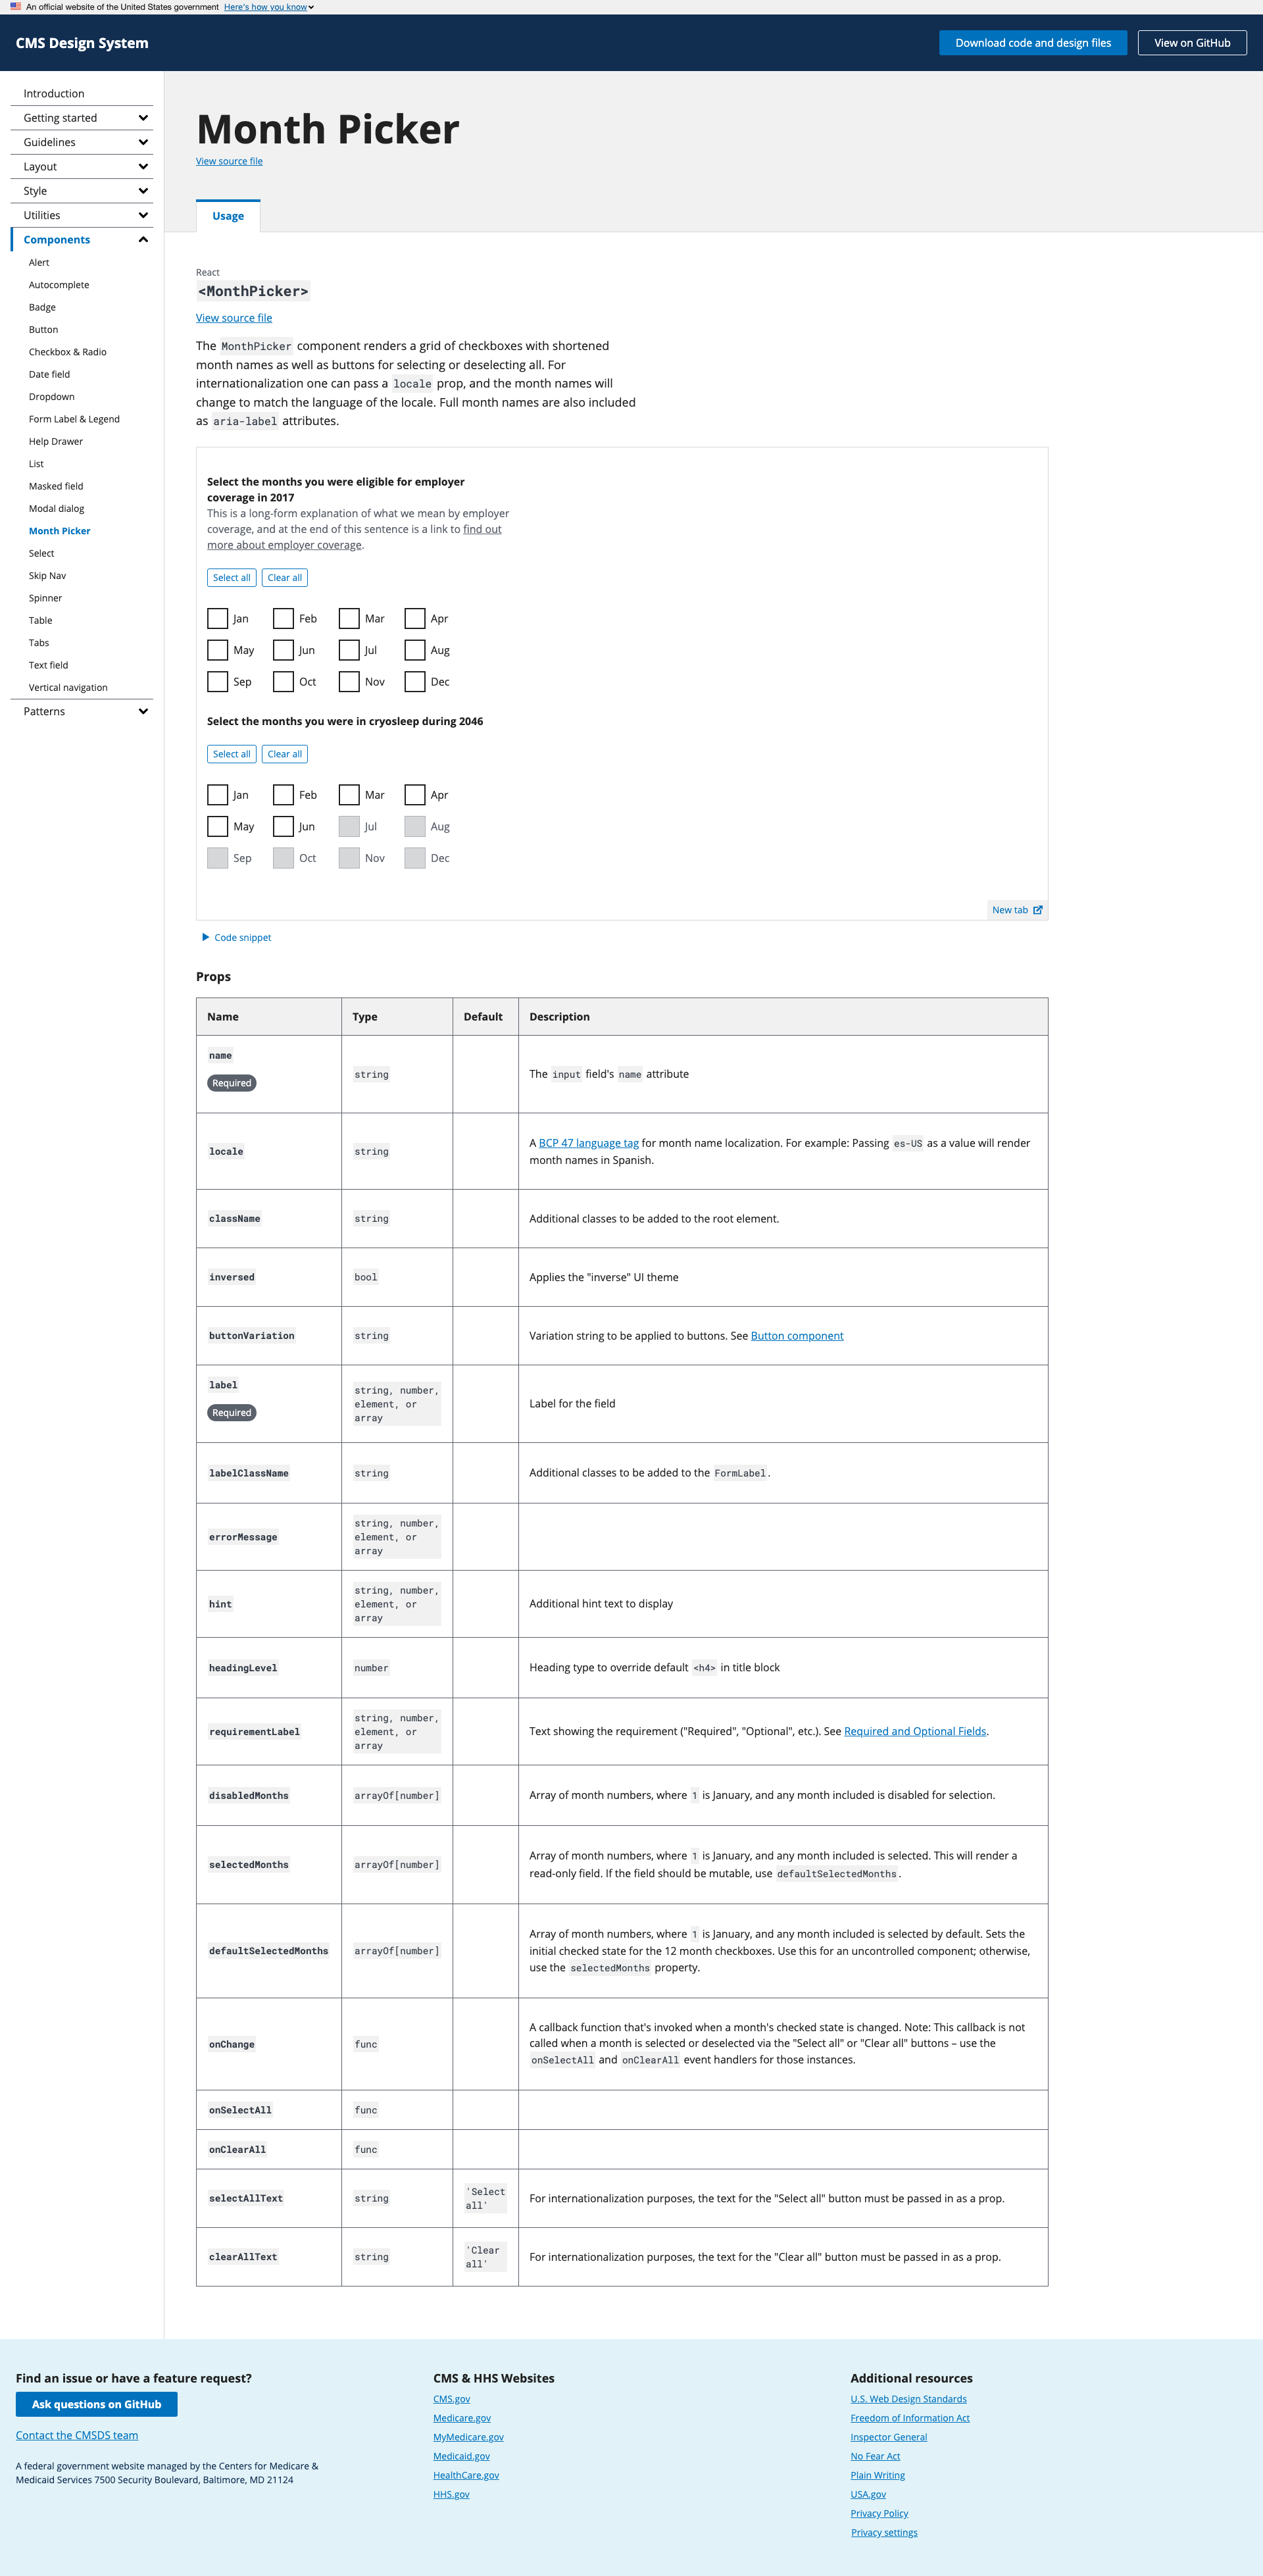 An official website of the United States government Here's how you know
CMS Design System
Download code and design files
View on GitHub
Introduction
Getting started
Guidelines
Layout
Style
Utilities
Components
Alert
Autocomplete
Badge
Button
Checkbox & Radio
Date field
Dropdown
Form Label & Legend
Help Drawer
List
Masked field
Modal dialog
Month Picker
Select
Skip Nav
Spinner
Table
Tabs
Text field
Vertical navigation
Patterns
Month Picker
View source file
Usage
React
<MonthPicker>
View source file
The MonthPicker component renders a grid of checkboxes with shortened
month names as well as buttons for selecting or deselecting all. For
internationalization one can pass a locale prop, and the month names will
change to match the language of the locale. Full month names are also included
as aria-label attributes.
Select the months you were eligible for employer
coverage in 2017
This is a long-form explanation of what we mean by employer
coverage, and at the end of this sentence is a link to find out
more about employer coverage.
Select all Clear all
Jan Feb Mar Apr
May Jun Jul Aug
Sep Oct Nov Dec
Select the months you were in cryosleep during 2046
Select all Clear all
Jan Feb Mar Apr
May Jun Jul Aug
Sep Oct Nov Dec
New tab
Code snippet
Props
Name Type Default Description
name
Required
string
The input field's name attribute
locale
string
A BCP 47 language tag for month name localization. For example: Passing es-US as a value will render
month names in Spanish.
className
string
Additional classes to be added to the root element.
inversed
bool
Applies the "inverse" UI theme
buttonVariation
string
Variation string to be applied to buttons. See Button component
label
Required
string, number,
element, or
array
Label for the field
labelClassName
string
Additional classes to be added to the FormLabel.
errorMessage
string, number,
element, or
array
hint
string, number,
element, or
array
Additional hint text to display
headingLevel
number
Heading type to override default <h4> in title block
requirementLabel
string, number,
element, or
array
Text showing the requirement ("Required", "Optional", etc.). See Required and Optional Fields.
disabledMonths
arrayOf[number]
Array of month numbers, where 1 is January, and any month included is disabled for selection.
selectedMonths
arrayOf[number]
Array of month numbers, where 1 is January, and any month included is selected. This will render a
read-only field. If the field should be mutable, use defaultSelectedMonths.
defaultSelectedMonths
arrayOf[number]
Array of month numbers, where 1 is January, and any month included is selected by default. Sets the
initial checked state for the 12 month checkboxes. Use this for an uncontrolled component; otherwise,
use the selectedMonths property.
onChange
func
A callback function that's invoked when a month's checked state is changed. Note: This callback is not
called when a month is selected or deselected via the "Select all" or "Clear all" buttons – use the
onSelectAll and onClearAll event handlers for those instances.
onSelectAll
func
onClearAll
func
selectAllText
string
'Select
all'
For internationalization purposes, the text for the "Select all" button must be passed in as a prop.
clearAllText
string
'Clear
all'
For internationalization purposes, the text for the "Clear all" button must be passed in as a prop.
Find an issue or have a feature request?
Ask questions on GitHub
Contact the CMSDS team
A federal government website managed by the Centers for Medicare &
Medicaid Services 7500 Security Boulevard, Baltimore, MD 21124
CMS & HHS Websites
CMS.gov
Medicare.gov
MyMedicare.gov
Medicaid.gov
HealthCare.gov
HHS.gov
Additional resources
U.S. Web Design Standards
Freedom of Information Act
Inspector General
No Fear Act
Plain Writing
USA.gov
Privacy Policy
Privacy settings